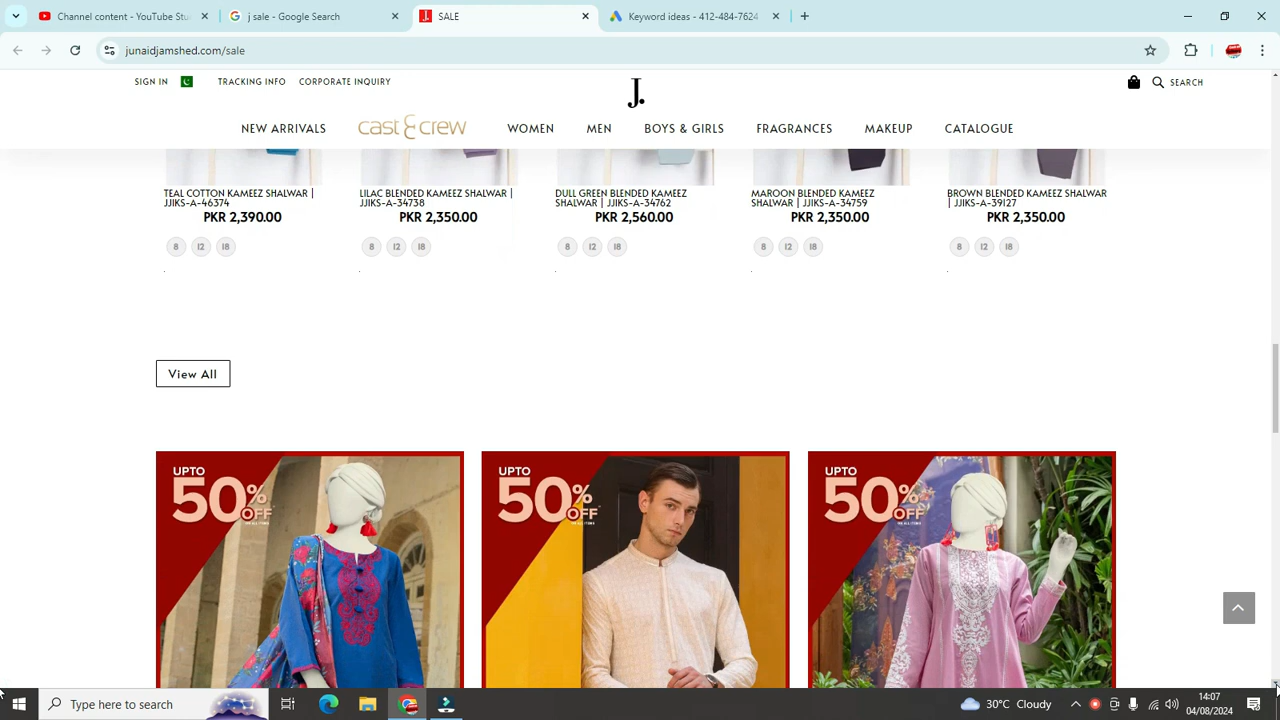 Channel content - YouTube Stu
j sale - Google Search
SALE
Keyword ideas - 412-484-7624
junaidjamshed.com/sale
SIGN IN
TRACKING INFO
CORPORATE INQUIRY
J.
SEARCH
NEW ARRIVALS
cast & crew
WOMEN
MEN
BOYS & GIRLS
FRAGRANCES
MAKEUP
CATALOGUE
TEAL COTTON KAMEEZ SHALWAR |
JJIKS-A-46374
PKR 2,390.00
8 12 18
LILAC BLENDED KAMEEZ SHALWAR |
JJIKS-A-34738
PKR 2,350.00
8 12 18
DULL GREEN BLENDED KAMEEZ
SHALWAR | JJIKS-A-34762
PKR 2,560.00
8 12 18
MAROON BLENDED KAMEEZ
SHALWAR | JJIKS-A-34759
PKR 2,350.00
8 12 18
BROWN BLENDED KAMEEZ SHALWAR
| JJIKS-A-39127
PKR 2,350.00
8 12 18
View All
UPTO
50%
OFF
UPTO
50%
OFF
UPTO
50%
OFF
Type here to search
30°C Cloudy
14:07
04/08/2024